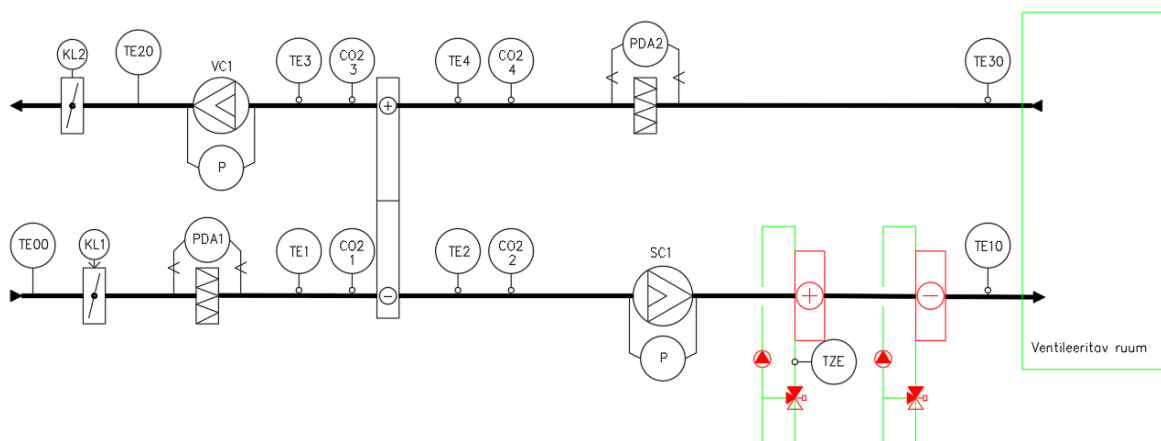 KL2
TE20
VC1
TE3
CO2
3
TE4
CO2
4
PDA2
TE30
P
TE00
KL1
PDA1
TE1
CO2
1
TE2
CO2
2
SC1
TE10
P
TZE
Ventileeritav ruum